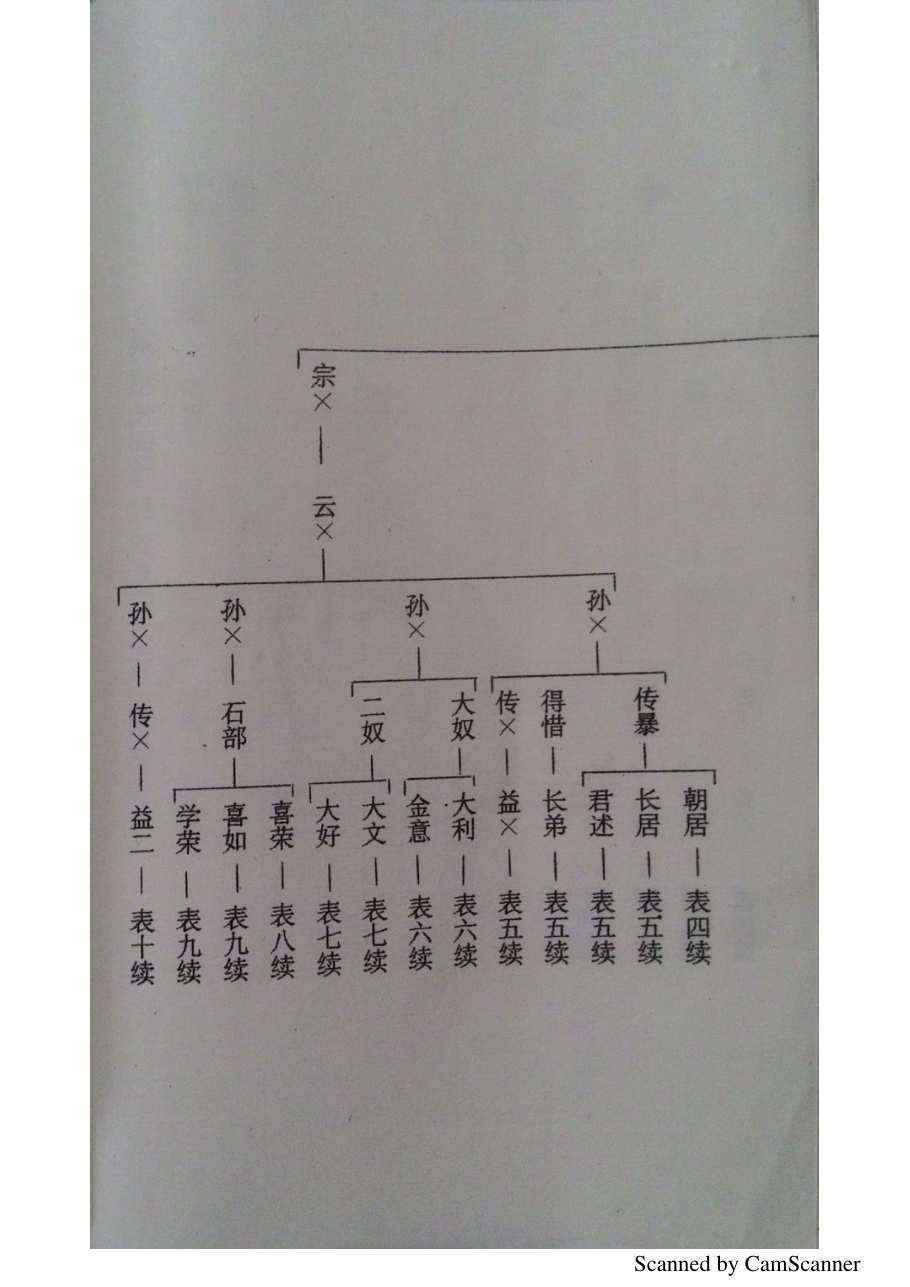 宗×
云×
孙×
传暴
朝居
表四续
长居
表五续
君述
表五续
得惜
长弟
表五续
传×
益×
表五续
孙×
大奴
大利
表六续
金意
表六续
二奴
大文
表七续
大好
表七续
孙×
石部
喜荣
表八续
喜如
表九续
学荣
表九续
孙×
传×
益二
表十续
Scanned by CamScanner